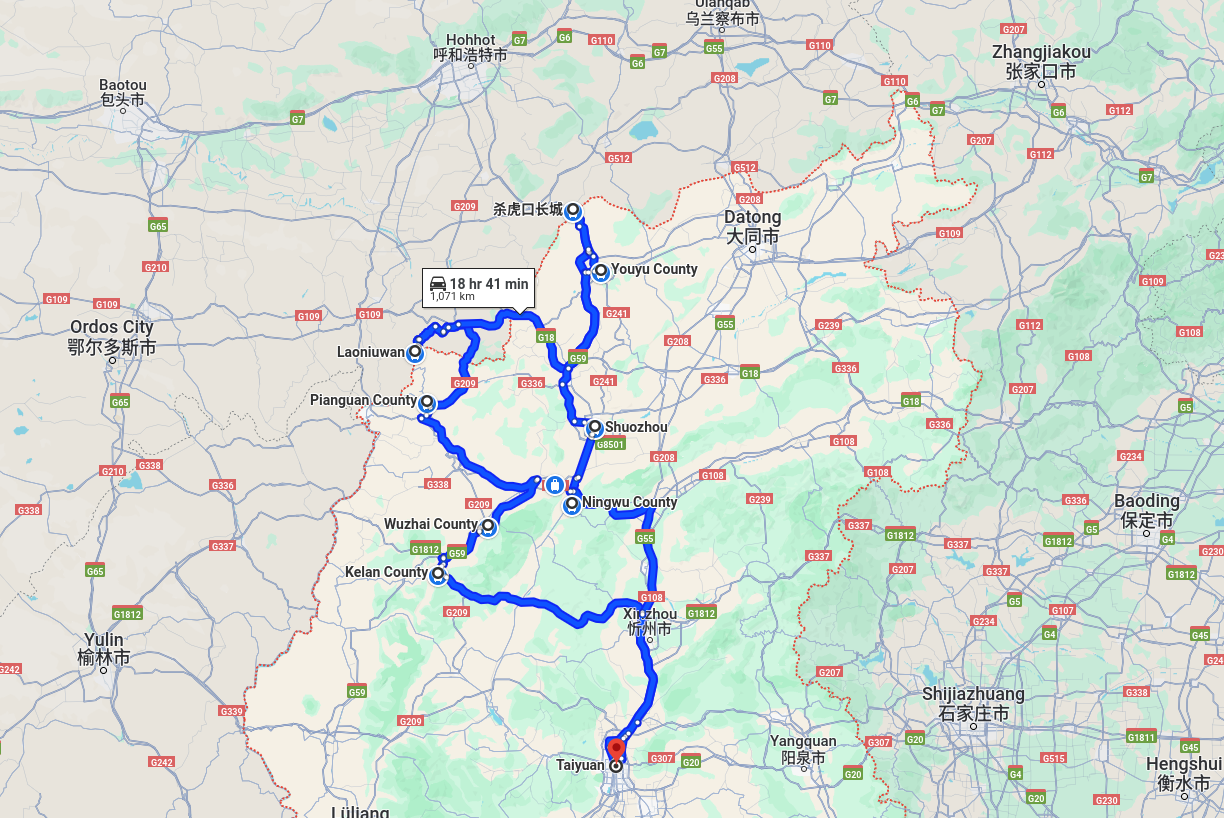 Ulanqab
乌兰察布市
Hohhot
呼和浩特市
G7
G6
G110
G7
G6
G55
G110
G208
G207
Zhangjiakou
张家口市
Baotou
包头市
G7
G110
G7
G6
G7
G6
G112
G207
G112
G7
G512
G512
G208
G209
杀虎口长城
Datong
大同市
G65
G109
G210
Youyu County
G109
18 hr 41 min
1,071 km
G109
G109
G109
G109
G109
G241
G18
G55
G239
G112
G108
Ordos City
鄂尔多斯市
Laoniuwan
G208
G59
G108
G209
G336
G241
G336
G18
G336
G207
G65
Pianguan County
G18
G5
Shuozhou
G8501
G336
G108
G208
G234
G338
G210
G336
G338
G108
G108
G209
Ningwu County
G239
G336
Baoding
保定市
G338
Wuzhai County
G337
G55
G1812
G5
G1812
G4
G337
G1812
G59
G337
G337
G230
Kelan County
G65
G207
G1812
G108
G5
G107
G1812
G209
Xinzhou
忻州市
G1812
G234
G4
G45
Yulin
榆林市
G242
G207
G59
Shijiazhuang
石家庄市
G338
G339
G209
G1811
Yangquan
阳泉市
G307
G20
G45
Taiyuan
G307
G20
G242
G20
G4
G515
Hengshui
衡水市
G20
G230
Lüliang